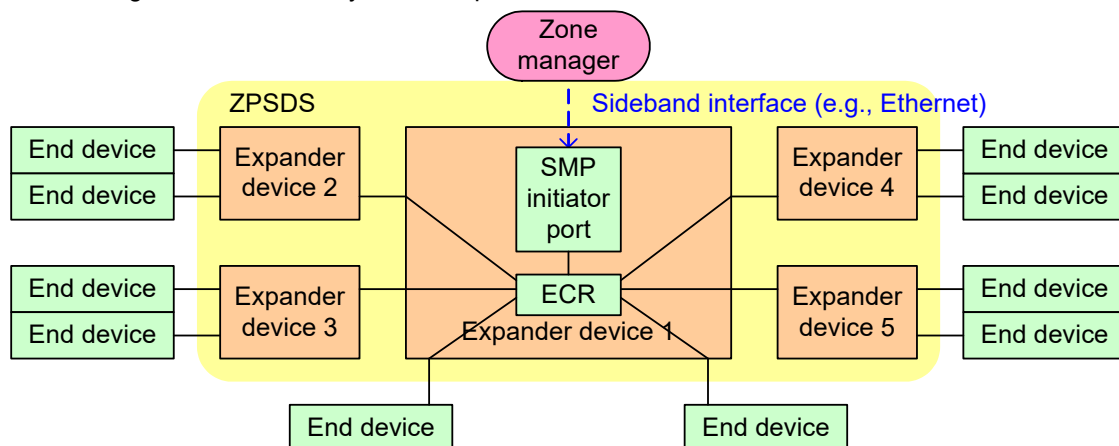 Zone
manager
ZPSDS
Sideband interface (e.g., Ethernet)
End device
End device
Expander
device 2
SMP
initiator
port
Expander
device 4
End device
End device
End device
End device
Expander
device 3
ECR
Expander device 1
Expander
device 5
End device
End device
End device
End device